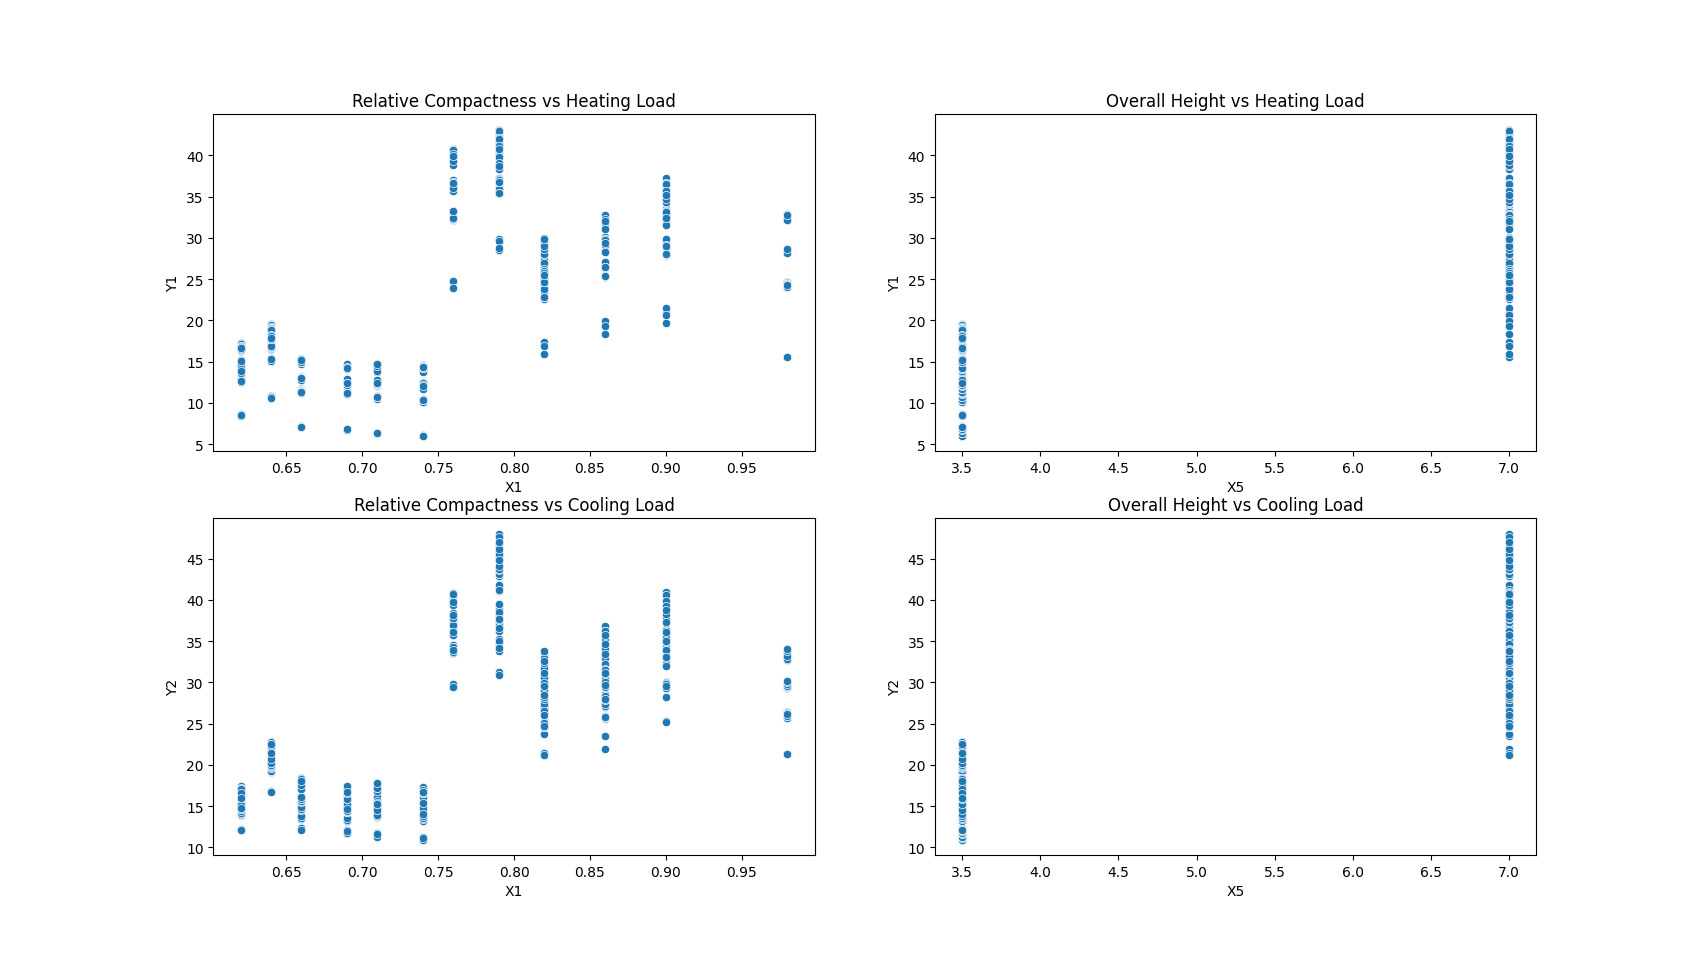 Relative Compactness vs Heating Load
Y1
40
35
30
25
20
15
10
5
0.65 0.70 0.75 0.80 0.85 0.90 0.95
X1
Overall Height vs Heating Load
Y1
40
35
30
25
20
15
10
5
3.5 4.0 4.5 5.0 5.5 6.0 6.5 7.0
X5
Relative Compactness vs Cooling Load
Y2
45
40
35
30
25
20
15
10
0.65 0.70 0.75 0.80 0.85 0.90 0.95
X1
Overall Height vs Cooling Load
Y2
45
40
35
30
25
20
15
10
3.5 4.0 4.5 5.0 5.5 6.0 6.5 7.0
X5